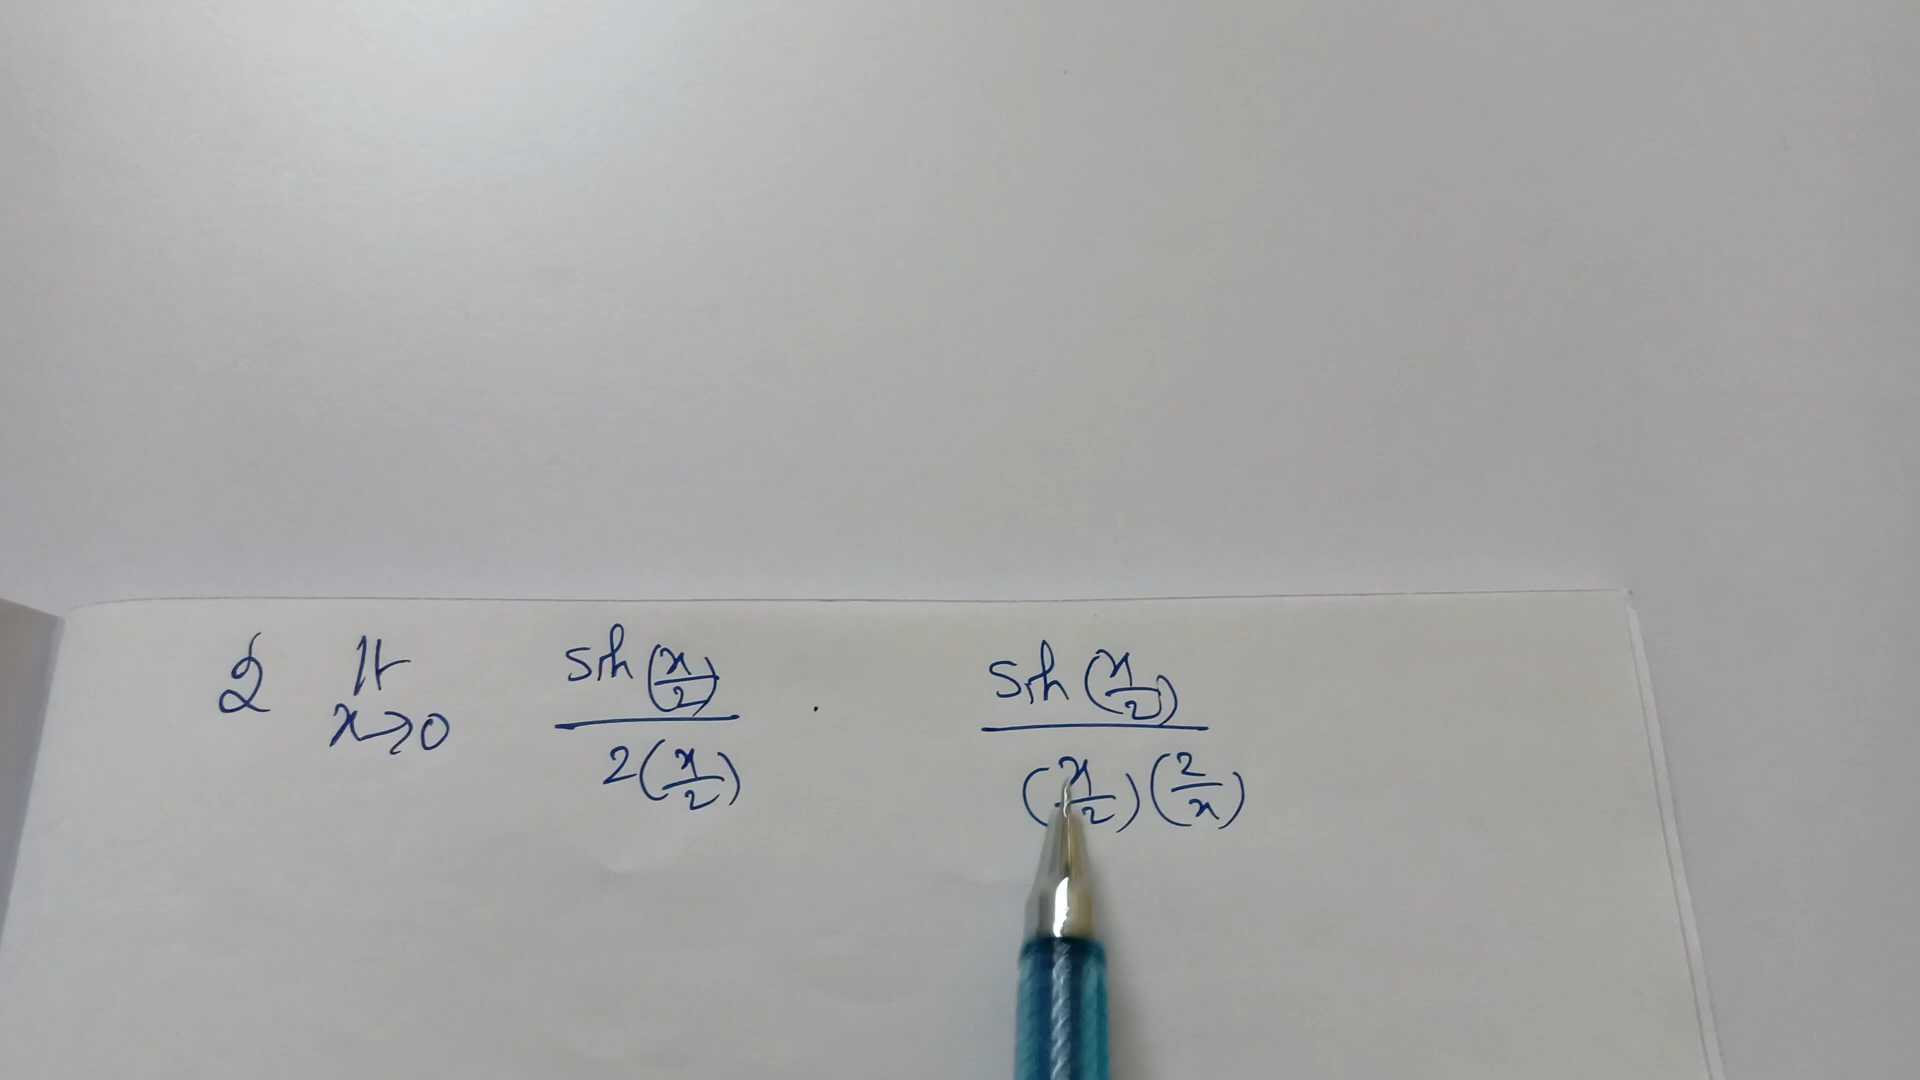 2 lt x→0 sin(x/2) / 2(x/2) . sin(x/2) / (x/2)(2/x)